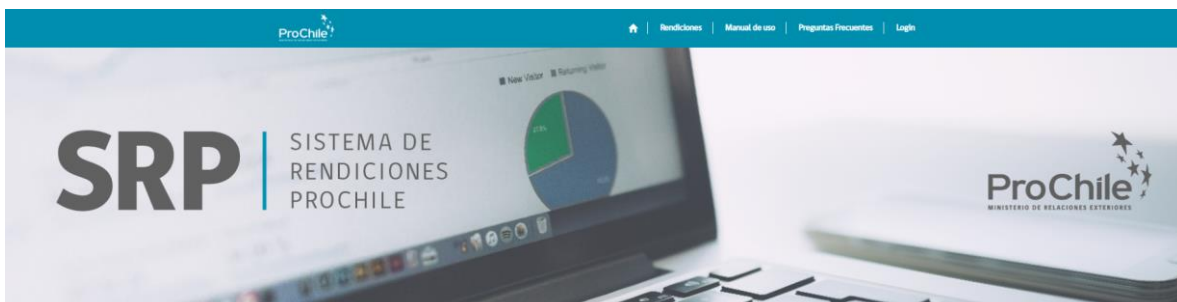 ProChile
Rendiciones | Manual de uso | Preguntas Frecuentes | Login
New Visitor Returning Visitor
SRP
SISTEMA DE
RENDICIONES
PROCHILE
ProChile
MINISTERIO DE RELACIONES EXTERIORES